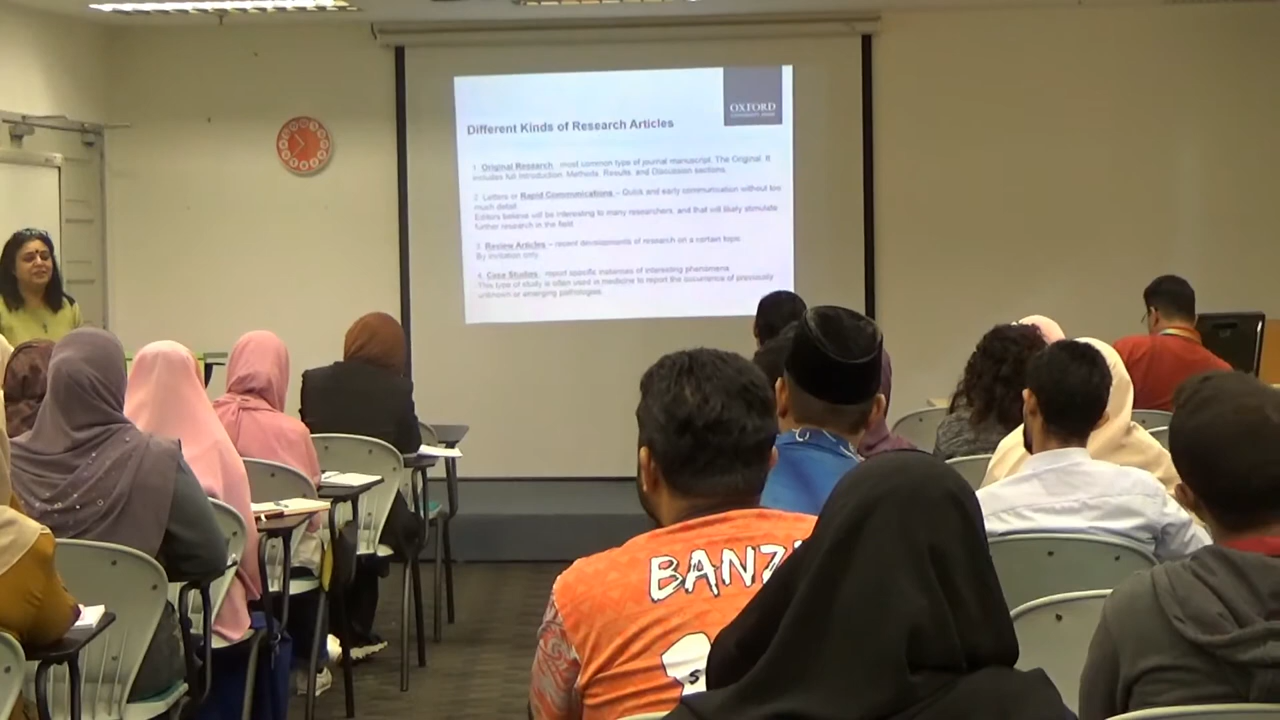 OXFORD
UNIVERSITY PRESS
Different Kinds of Research Articles
1. Original Research - most common type of journal manuscript. The Original. It
includes full Introduction, Methods, Results, and Discussion sections.
2. Letters or Rapid Communications – Quick and early communication without too
much detail
Editors believe will be interesting to many researchers, and that will likely stimulate
further research in the field.
3. Review Articles – recent developments of research on a certain topic
By invitation only
4. Case Studies - report specific instances of interesting phenomena
This type of study is often used in medicine to report the occurrence of previously
unknown or emerging pathologies.
BANZ